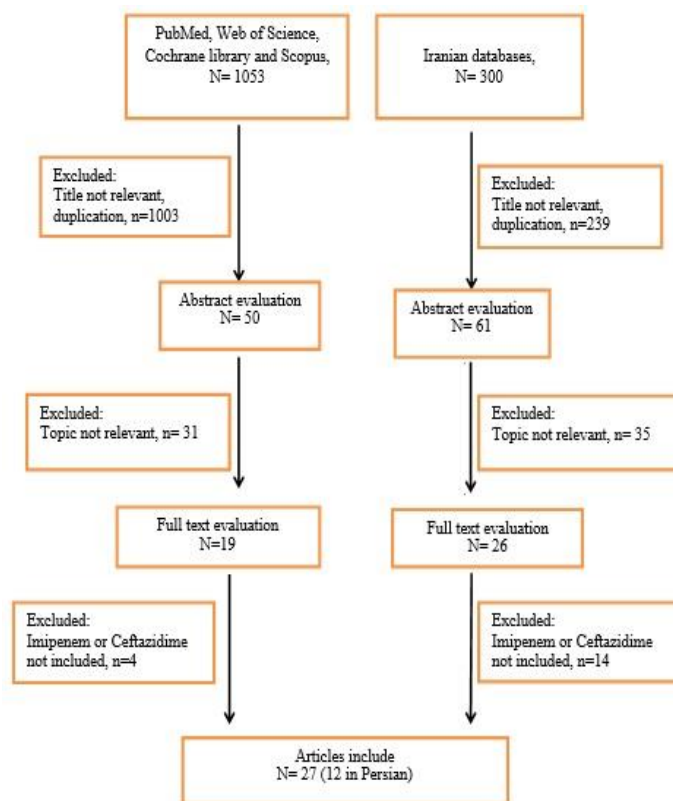 PubMed, Web of Science,
Cochrane library and Scopus,
N= 1053
Iranian databases,
N= 300
Excluded:
Title not relevant,
duplication, n=1003
Excluded:
Title not relevant,
duplication, n=239
Abstract evaluation
N= 50
Abstract evaluation
N= 61
Excluded:
Topic not relevant, n= 31
Excluded:
Topic not relevant, n= 35
Full text evaluation
N=19
Full text evaluation
N= 26
Excluded:
Imipenem or Ceftazidime
not included, n=4
Excluded:
Imipenem or Ceftazidime
not included, n=14
Articles include
N= 27 (12 in Persian)